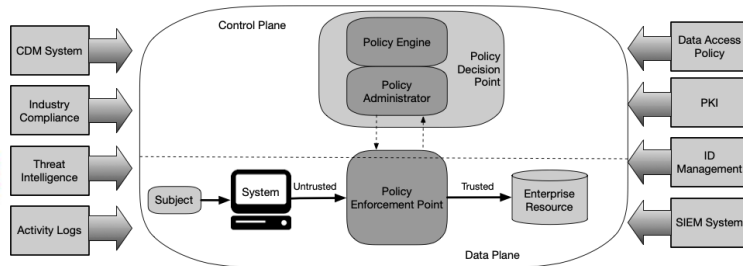 Control Plane
CDM System
Industry
Compliance
Threat
Intelligence
Activity Logs
Policy Engine
Policy
Administrator
Policy
Decision
Point
Subject
System
Untrusted
Policy
Enforcement Point
Trusted
Enterprise
Resource
Data Plane
Data Access
Policy
PKI
ID
Management
SIEM System